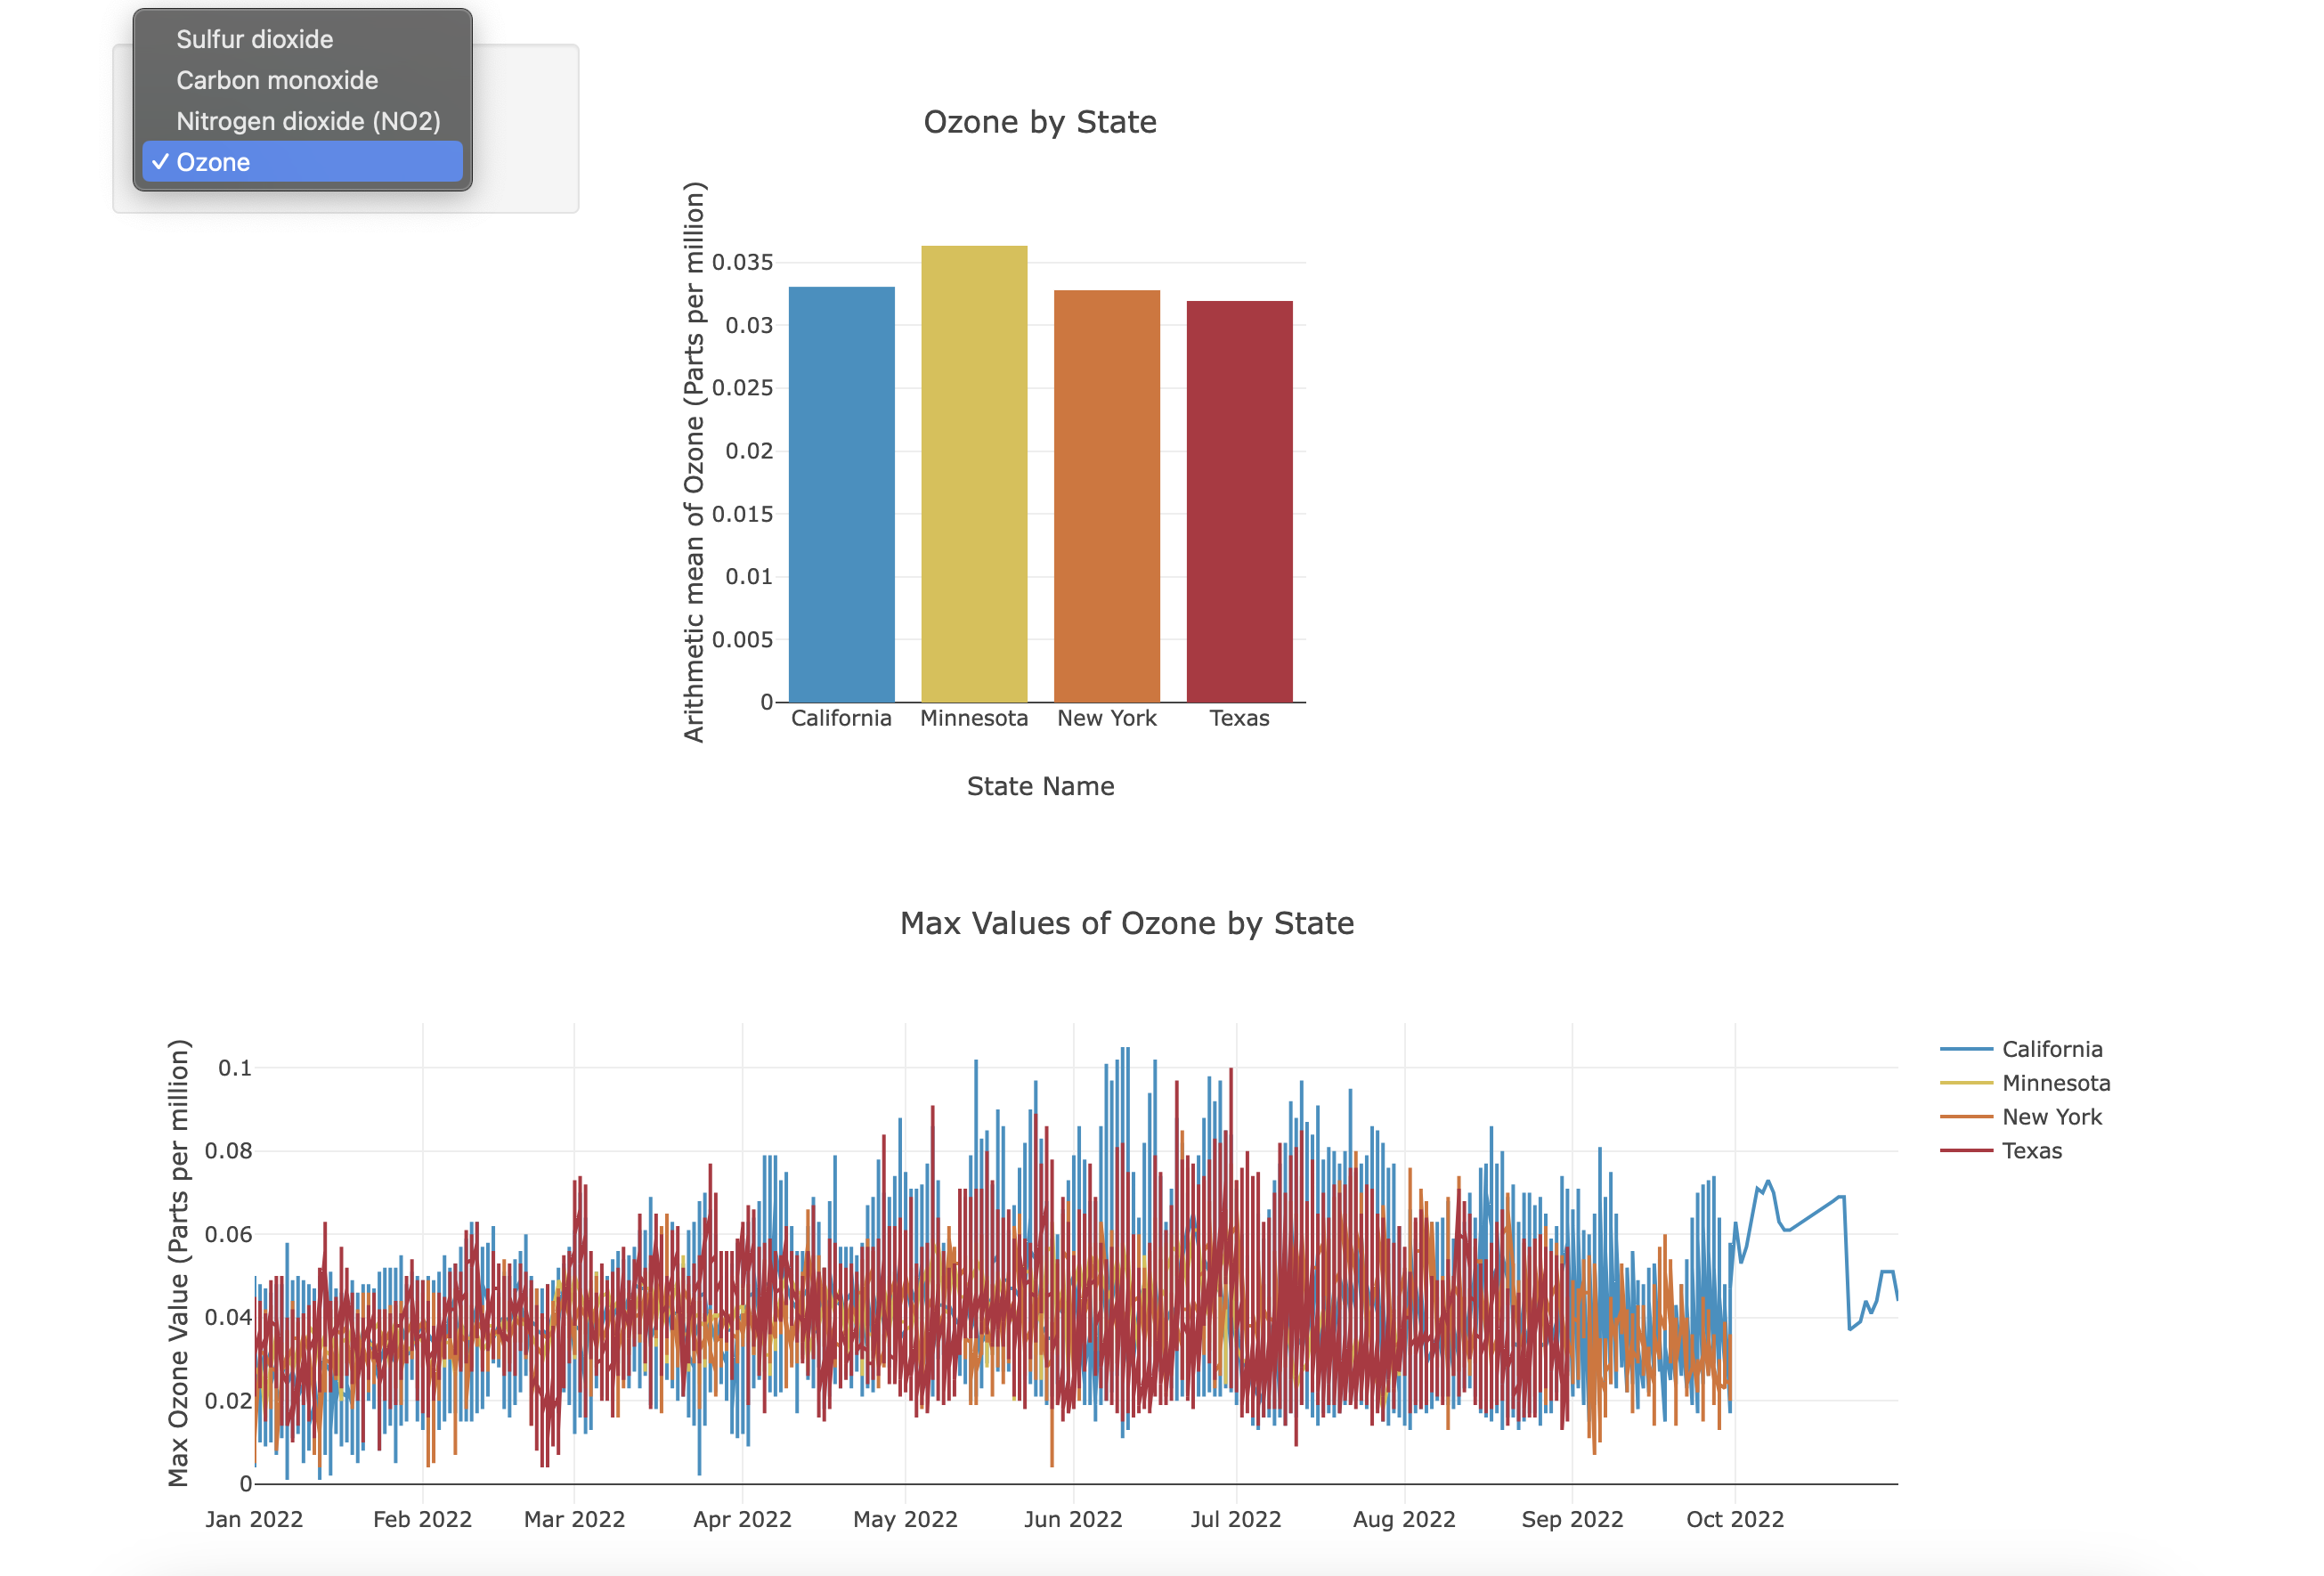 Sulfur dioxide
Carbon monoxide
Nitrogen dioxide (NO2)
✓ Ozone
Ozone by State
Arithmetic mean of Ozone (Parts per million)
0.035
0.03
0.025
0.02
0.015
0.01
0.005
0
California Minnesota New York Texas
State Name
Max Values of Ozone by State
Max Ozone Value (Parts per million)
0.1
0.08
0.06
0.04
0.02
0
Jan 2022 Feb 2022 Mar 2022 Apr 2022 May 2022 Jun 2022 Jul 2022 Aug 2022 Sep 2022 Oct 2022
California
Minnesota
New York
Texas